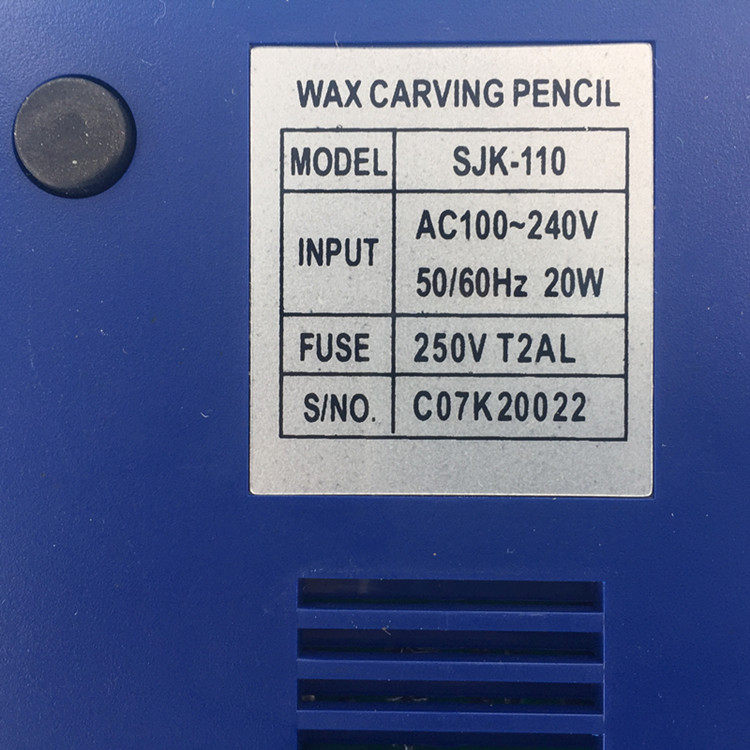 WAX CARVING PENCIL
MODEL SJK-110
INPUT AC100~240V
50/60Hz 20W
FUSE 250V T2AL
S/NO. C07K20022